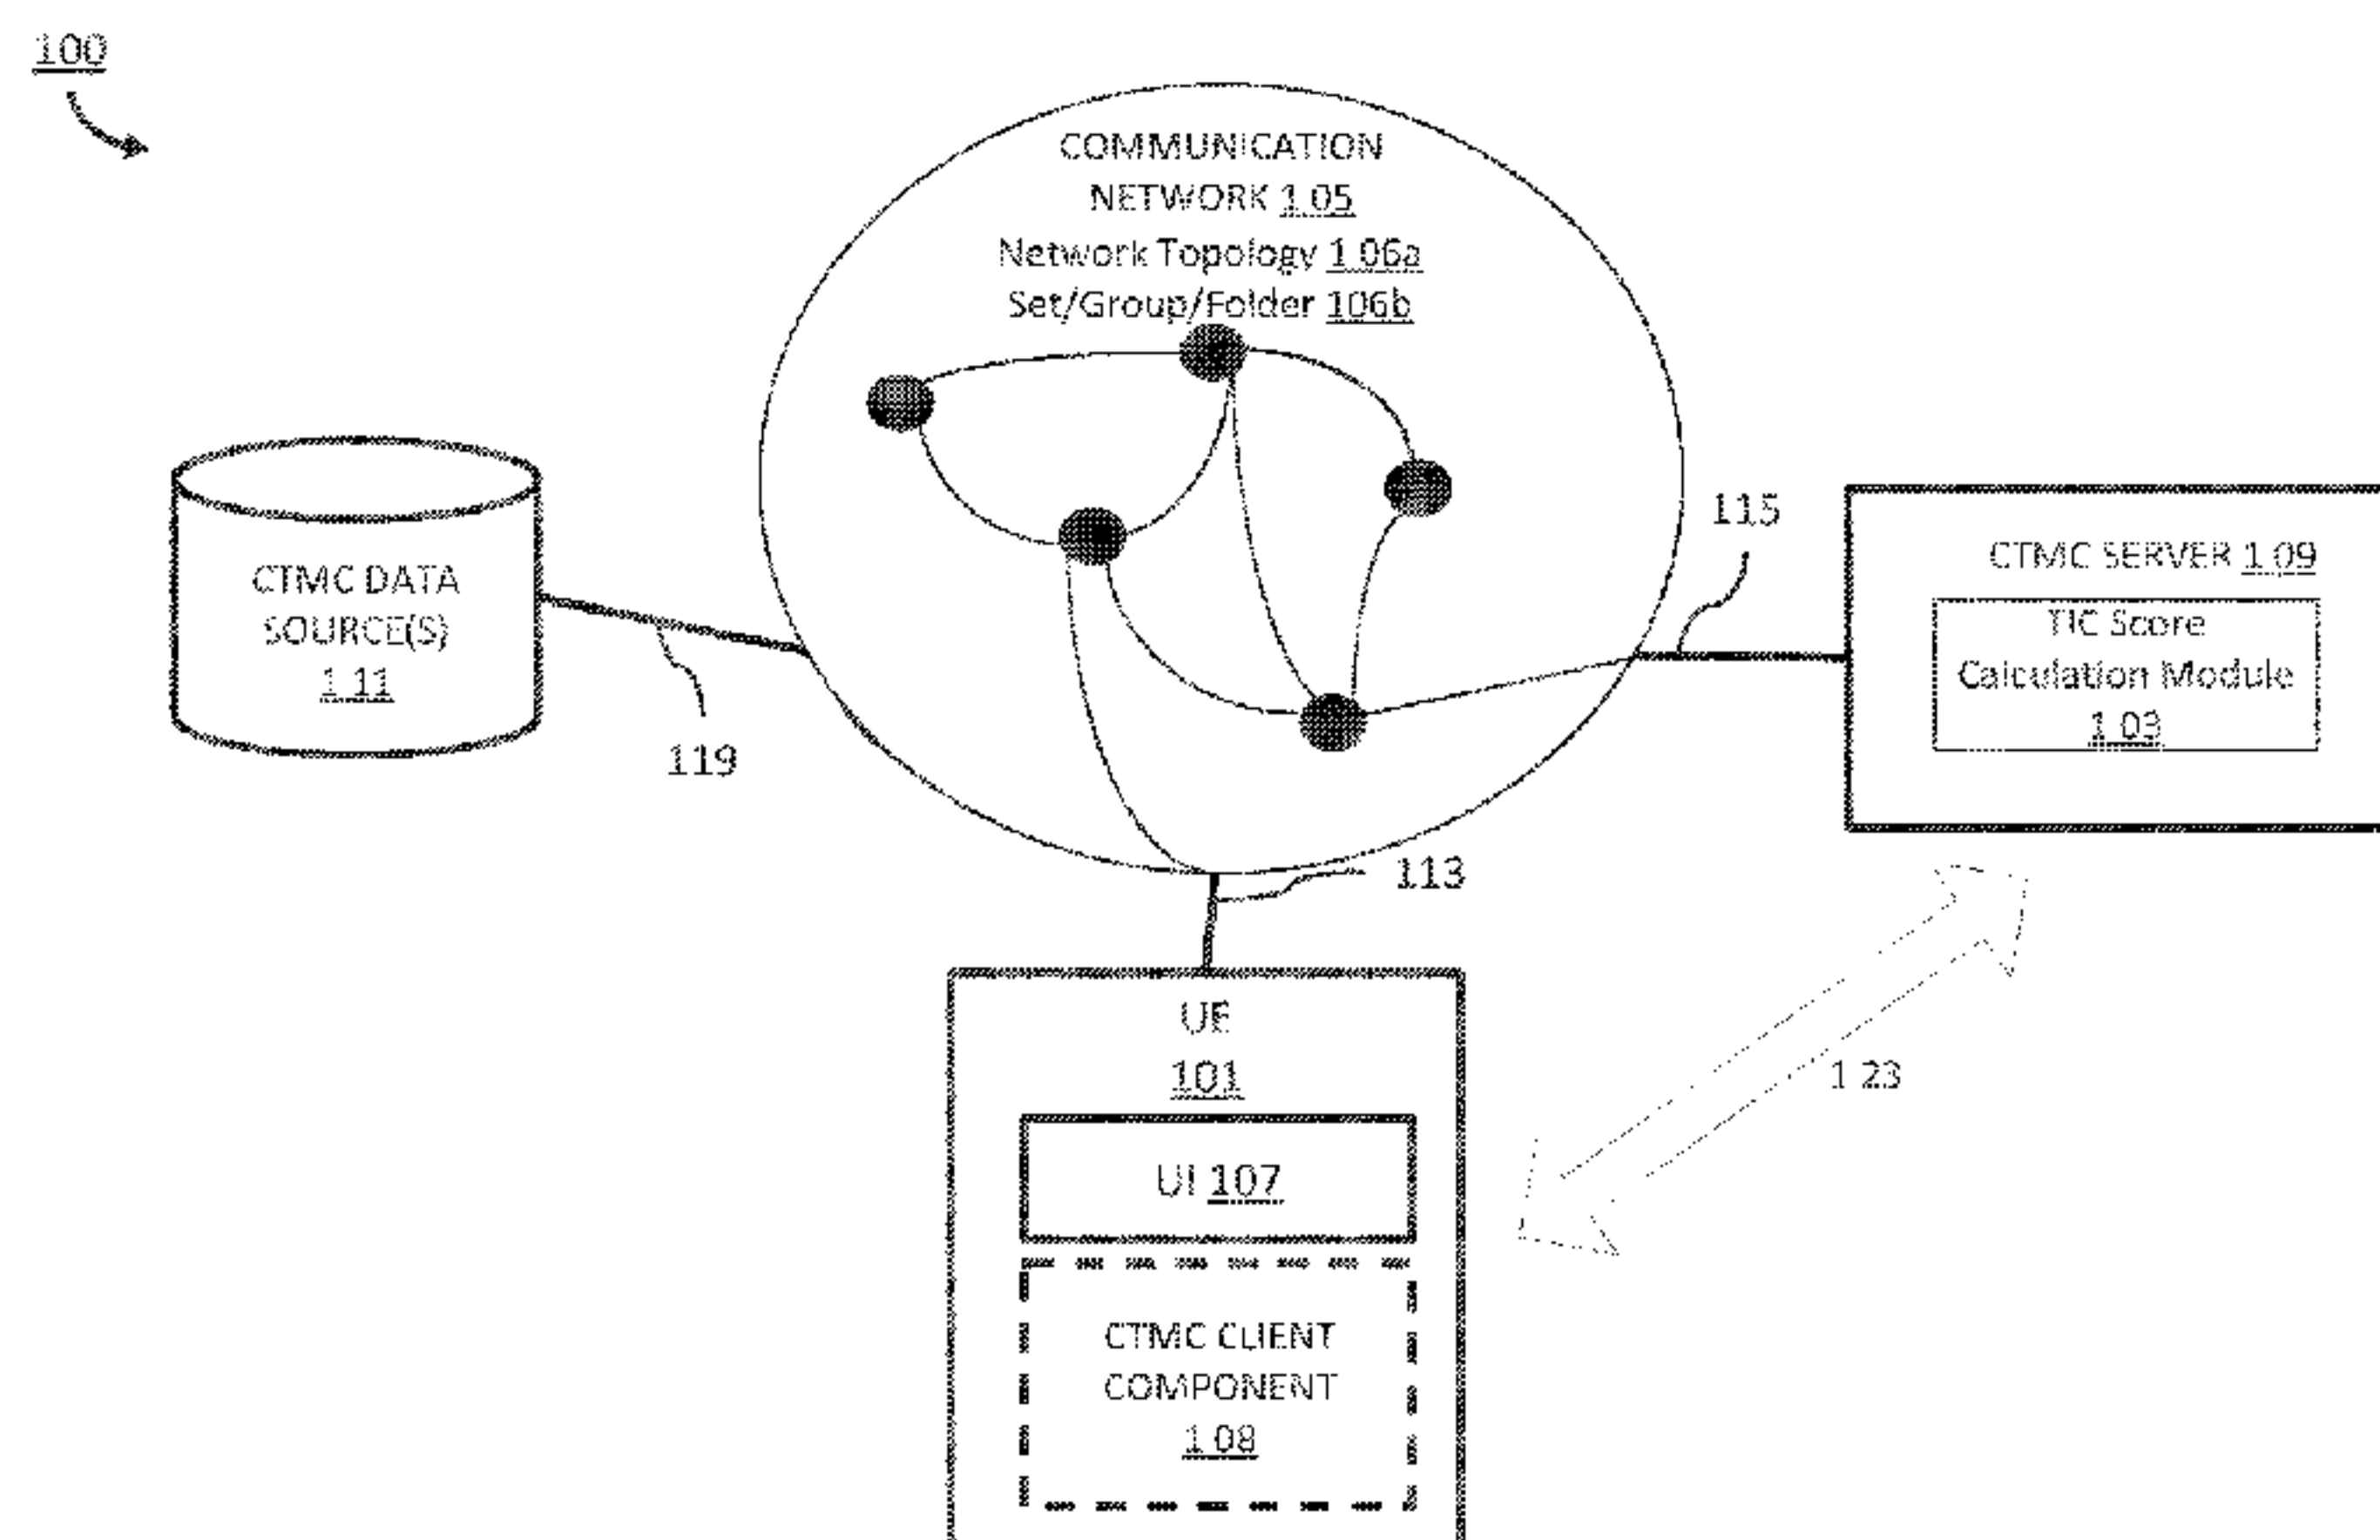 100
COMMUNICATION
NETWORK 105
Network Topology 106a
Set/Group/Folder 106b
CTMC DATA
SOURCE(S)
111
119
115
CTMC SERVER 109
TIC Score
Calculation Module
103
113
UE
101
UI 107
CTMC CLIENT
COMPONENT
108
123